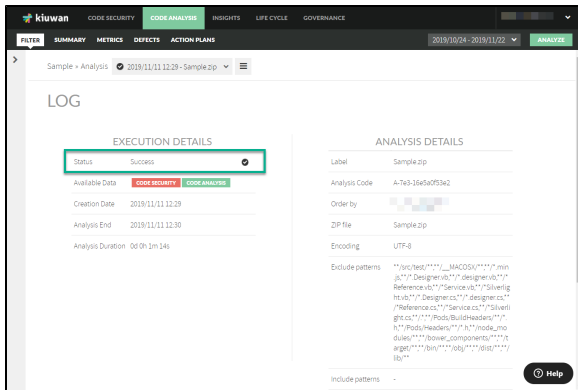 kiuwan CODE SECURITY CODE ANALYSIS INSIGHTS LIFE CYCLE GOVERNANCE
FILTER SUMMARY METRICS DEFECTS ACTION PLANS 2019/10/24 - 2019/11/22 ANALYZE
Sample » Analysis 2019/11/11 12:29 - Sample.zip
LOG
EXECUTION DETAILS
Status Success
Available Data CODE SECURITY CODE ANALYSIS
Creation Date 2019/11/11 12:29
Analysis End 2019/11/11 12:30
Analysis Duration 0d 0h 1m 14s
ANALYSIS DETAILS
Label Sample.zip
Analysis Code A-7e3-16e5a0f53e2
Order by
ZIP file Sample.zip
Encoding UTF-8
Exclude patterns **/src/test/**,**/__MACOSX/**,**/*.min
.js,**/*.Designer.vb,**/*.designer.vb,**/*
Reference.vb,**/*Service.vb,**/*Silverlig
ht.vb,**/*.Designer.cs,**/*.designer.cs,**
/*Reference.cs,**/*Service.cs,**/*Silverli
ght.cs,**/.*,**/Pods/BuildHeaders/**/*.
h,**/Pods/Headers/**/*.h,**/node_mo
dules/**,**/bower_components/**,**/t
arget/**,**/bin/**,**/obj/**,**/dist/**,**/
lib/**
Include patterns -
Help